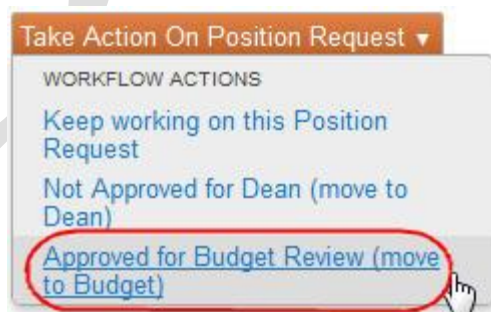 Take Action On Position Request ▼
WORKFLOW ACTIONS
Keep working on this Position
Request
Not Approved for Dean (move to
Dean)
Approved for Budget Review (move
to Budget)